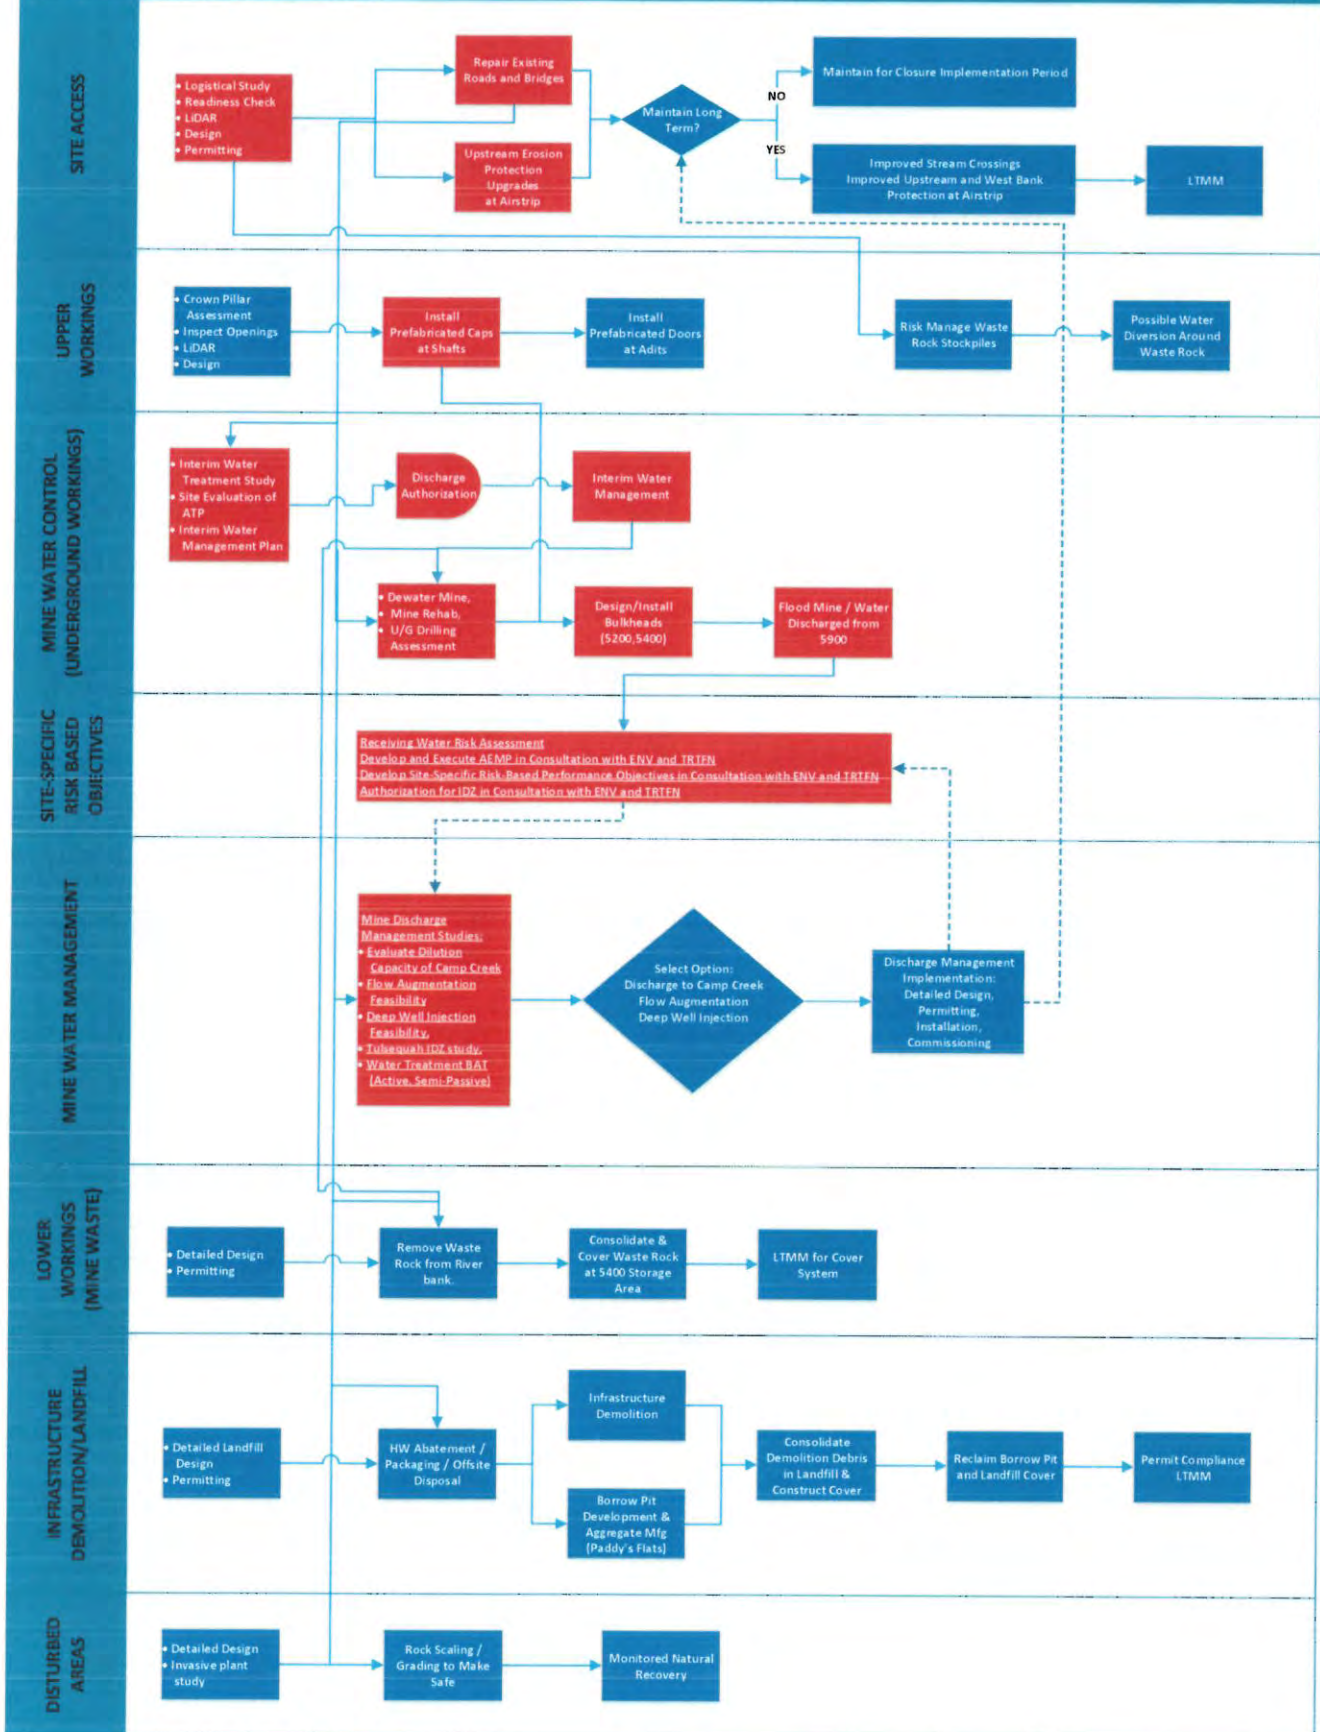 SITE ACCESS
• Logistical Study
• Readiness Check
• LiDAR
• Design
• Permitting
Repair Existing
Roads and Bridges
Upstream Erosion
Protection
Upgrades
at Airstrip
Maintain Long
Term?
NO
YES
Maintain for Closure Implementation Period
Improved Stream Crossings
Improved Upstream and West Bank
Protection at Airstrip
LTMM
UPPER
WORKINGS
• Crown Pillar
Assessment
• Inspect Openings
• LiDAR
• Design
Install
Prefabricated Caps
at Shafts
Install
Prefabricated Doors
at Adits
Risk Manage Waste
Rock Stockpiles
Possible Water
Diversion Around
Waste Rock
MINE WATER CONTROL
(UNDERGROUND WORKINGS)
• Interim Water
Treatment Study
• Site Evaluation of
ATP
• Interim Water
Management Plan
Discharge
Authorization
Interim Water
Management
• Dewater Mine,
• Mine Rehab,
• U/G Drilling
Assessment
Design/Install
Bulkheads
(5200,5400)
Flood Mine / Water
Discharged from
5900
SITE-SPECIFIC
RISK BASED
OBJECTIVES
Receiving Water Risk Assessment
Develop and Execute AEMP in Consultation with ENV and TRTFN
Develop Site-Specific Risk-Based Performance Objectives in Consultation with ENV and TRTFN
Authorization for IDZ in Consultation with ENV and TRTFN
MINE WATER MANAGEMENT
Mine Discharge
Management Studies:
• Evaluate Dilution
Capacity of Camp Creek
• Flow Augmentation
Feasibility
• Deep Well Injection
Feasibility,
• Tulsequah IDZ study,
• Water Treatment BAT
(Active, Semi-Passive)
Select Option:
Discharge to Camp Creek
Flow Augmentation
Deep Well Injection
Discharge Management
Implementation:
Detailed Design,
Permitting,
Installation,
Commissioning
LOWER
WORKINGS
(MINE WASTE)
• Detailed Design
• Permitting
Remove Waste
Rock from River
bank.
Consolidate &
Cover Waste Rock
at 5400 Storage
Area
LTMM for Cover
System
INFRASTRUCTURE
DEMOLITION/LANDFILL
• Detailed Landfill
Design
• Permitting
HW Abatement /
Packaging / Offsite
Disposal
Infrastructure
Demolition
Borrow Pit
Development &
Aggregate Mfg
(Paddy's Flats)
Consolidate
Demolition Debris
in Landfill &
Construct Cover
Reclaim Borrow Pit
and Landfill Cover
Permit Compliance
LTMM
DISTURBED
AREAS
• Detailed Design
• Invasive plant
study
Rock Scaling /
Grading to Make
Safe
Monitored Natural
Recovery